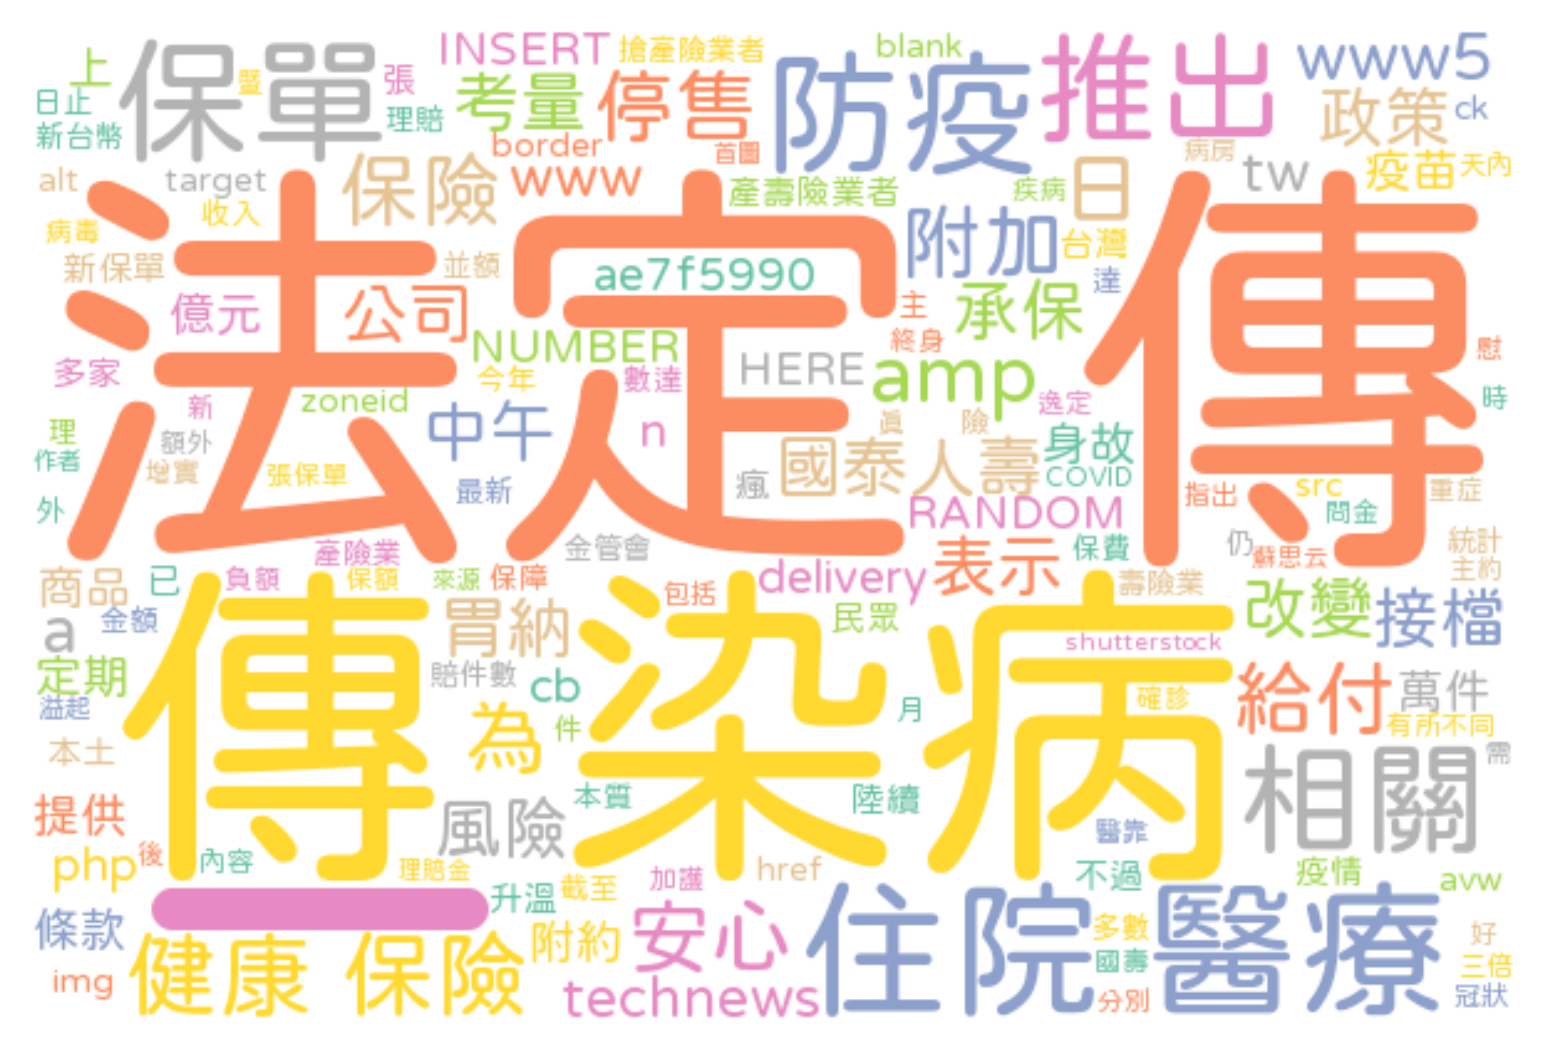 上 保單 暨 張 INSERT 搶產險業者 blank 推出 www5
日止 理賠 考量 停售 防疫 政策 ck
新台幣 border 首圖 病房 tw 疫苗 天內
alt target 保險 www 產壽險業者 疾病 日
病毒 收入 附加 台灣
新保單 並額 ae7f5990 達
法定傳
億元 公司 主 承保
多家 NUMBER 終身 慰
今年 數達 HERE amp
新 zoneid 中午 n 逸定 時
理 額外 真 險 身故
作者 增實 張保單 最新 瘋 國泰人壽 COVID
外 RANDOM 指出 src 重症
問金
產險業 金管會 表示 保費 仍 蘇思云 統計
主約
商品 已 負額 保額 來源 保障 包括 delivery 壽險業 改變 接檔
a 金額 胃納 民眾 shutterstock
傳染病
定期 賠件數 cb 確診 給付 萬件
溢起 為 件 月 有所不同
本土 相關 需
提供 風險 本質 陸續 醫靠
php 後 內容 理賠金 href 不過 疫情 avw
條款 升溫 截至 加護 住院 醫療
健康 保險 附約 安心 多數 好
img technews 國壽 三倍
分別 冠狀